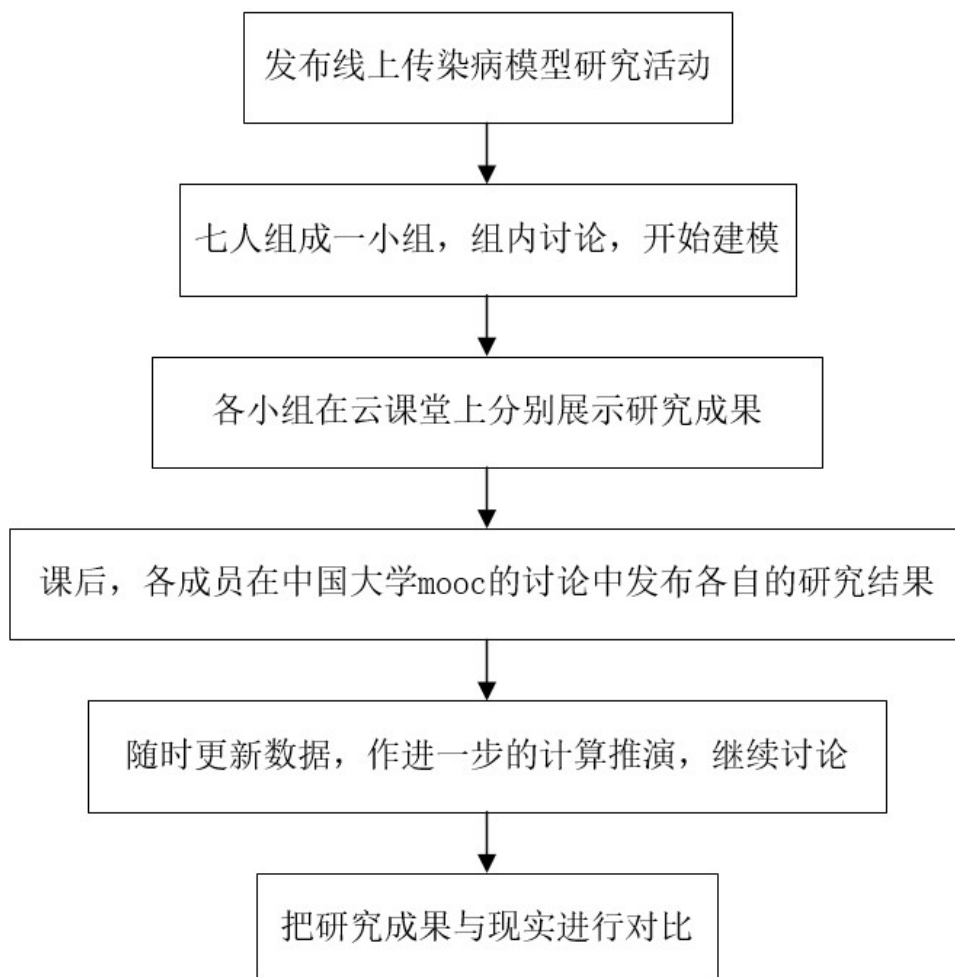 发布线上传染病模型研究活动
七人组成一小组，组内讨论，开始建模
各小组在云课堂上分别展示研究成果
课后，各成员在中国大学mooc的讨论中发布各自的研究结果
随时更新数据，作进一步的计算推演，继续讨论
把研究成果与现实进行对比